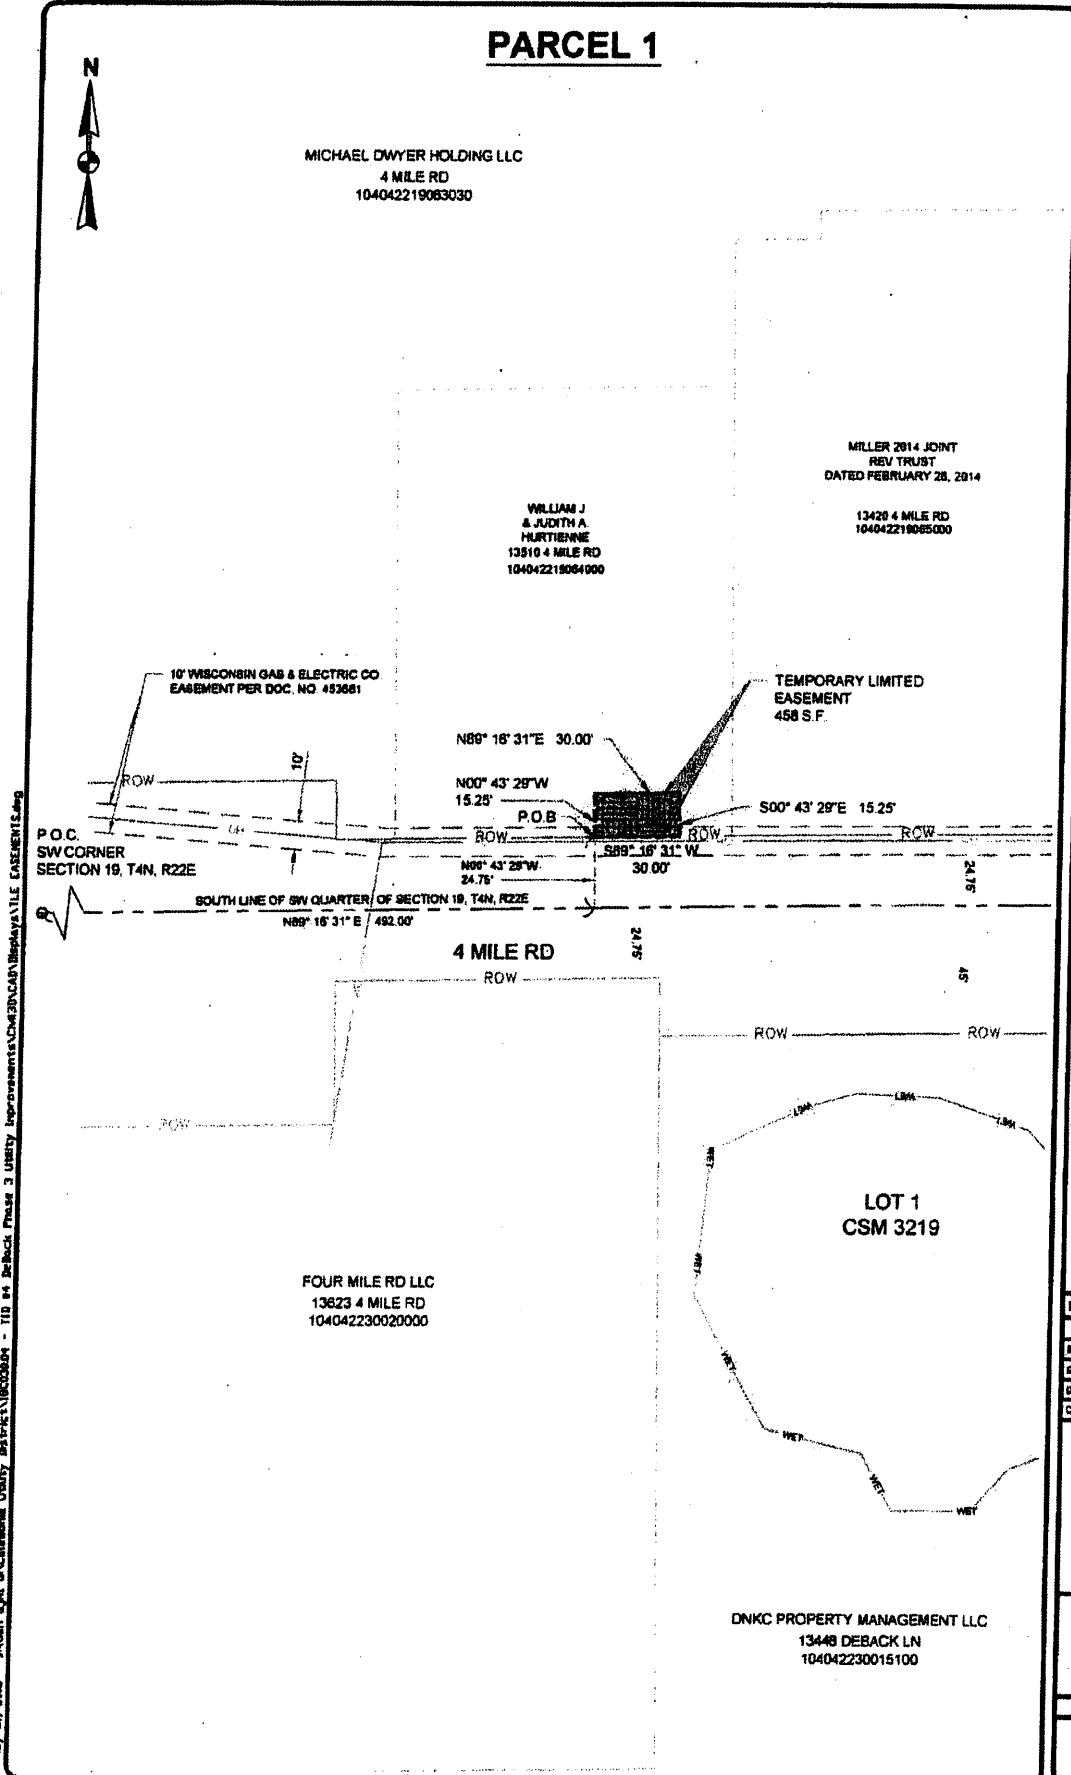 PARCEL 1
N
MICHAEL DWYER HOLDING LLC
4 MILE RD
104042219063030
MILLER 2014 JOINT
REV TRUST
DATED FEBRUARY 28, 2014
13420 4 MILE RD
104042219065000
WILLIAM J
& JUDITH A.
HURTIENNE
13510 4 MILE RD
104042219064000
10' WISCONSIN GAS & ELECTRIC CO
EASEMENT PER DOC. NO. 453681
TEMPORARY LIMITED
EASEMENT
458 S.F.
N89° 16' 31"E 30.00'
10'
ROW
N00° 43' 29"W
15.25'
P.O.B
S00° 43' 29"E 15.25'
ROW
ROW
ROW
P.O.C.
SW CORNER
SECTION 19, T4N, R22E
S89° 16' 31" W
30.00'
N00° 43' 29"W
24.75'
24.75'
SOUTH LINE OF SW QUARTER OF SECTION 19, T4N, R22E
N89° 16' 31" E 492.00'
24.75'
4 MILE RD
45'
ROW
ROW
ROW
ROW
WET
WET
WET
WET
LOT 1
CSM 3219
WET
FOUR MILE RD LLC
13623 4 MILE RD
104042230020000
WET
WET
WET
WET
DNKC PROPERTY MANAGEMENT LLC
13448 DEBACK LN
104042230015100